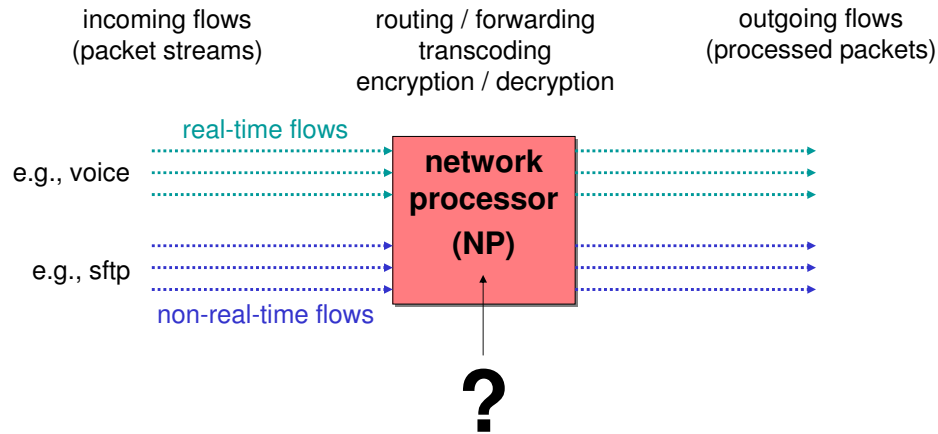 incoming flows
(packet streams)
routing / forwarding
transcoding
encryption / decryption
outgoing flows
(processed packets)
real-time flows
e.g., voice
network
processor
(NP)
e.g., sftp
non-real-time flows
?